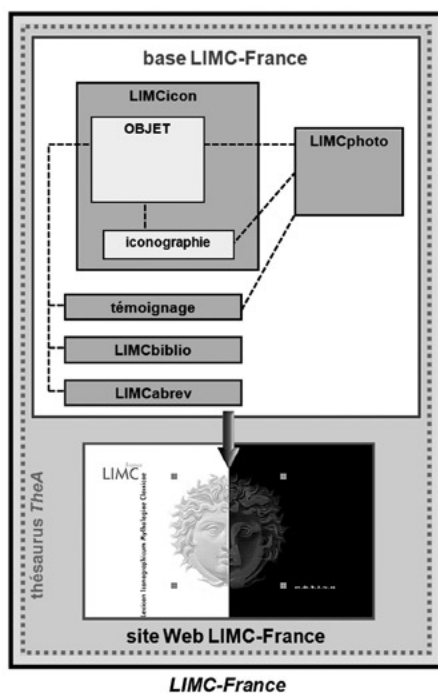 base LIMC-France
LIMCicon
OBJET
LIMCphoto
iconographie
témoignage
LIMCbiblio
LIMCabrev
thésaurus TheA
LIMC
France
Lexicon Iconographicum Mythologiae Classicae
site Web LIMC-France
LIMC-France